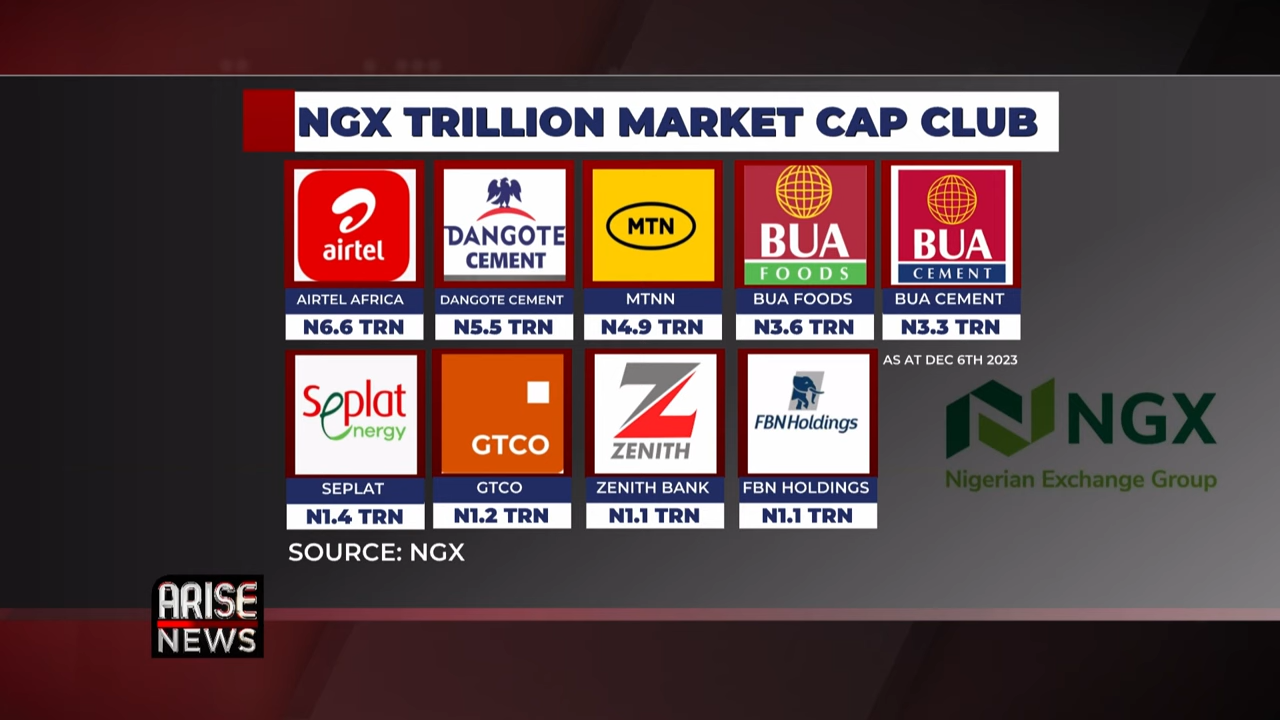 NGX TRILLION MARKET CAP CLUB
airtel
DANGOTE
CEMENT
MTN
BUA
FOODS
BUA
CEMENT
AIRTEL AFRICA
DANGOTE CEMENT
MTNN
BUA FOODS
BUA CEMENT
N6.6 TRN
N5.5 TRN
N4.9 TRN
N3.6 TRN
N3.3 TRN
AS AT DEC 6TH 2023
Seplat
energy
GTCO
ZENITH
FBNHoldings
SEPLAT
GTCO
ZENITH BANK
FBN HOLDINGS
N1.4 TRN
N1.2 TRN
N1.1 TRN
N1.1 TRN
NGX
Nigerian Exchange Group
SOURCE: NGX
ARISE
NEWS